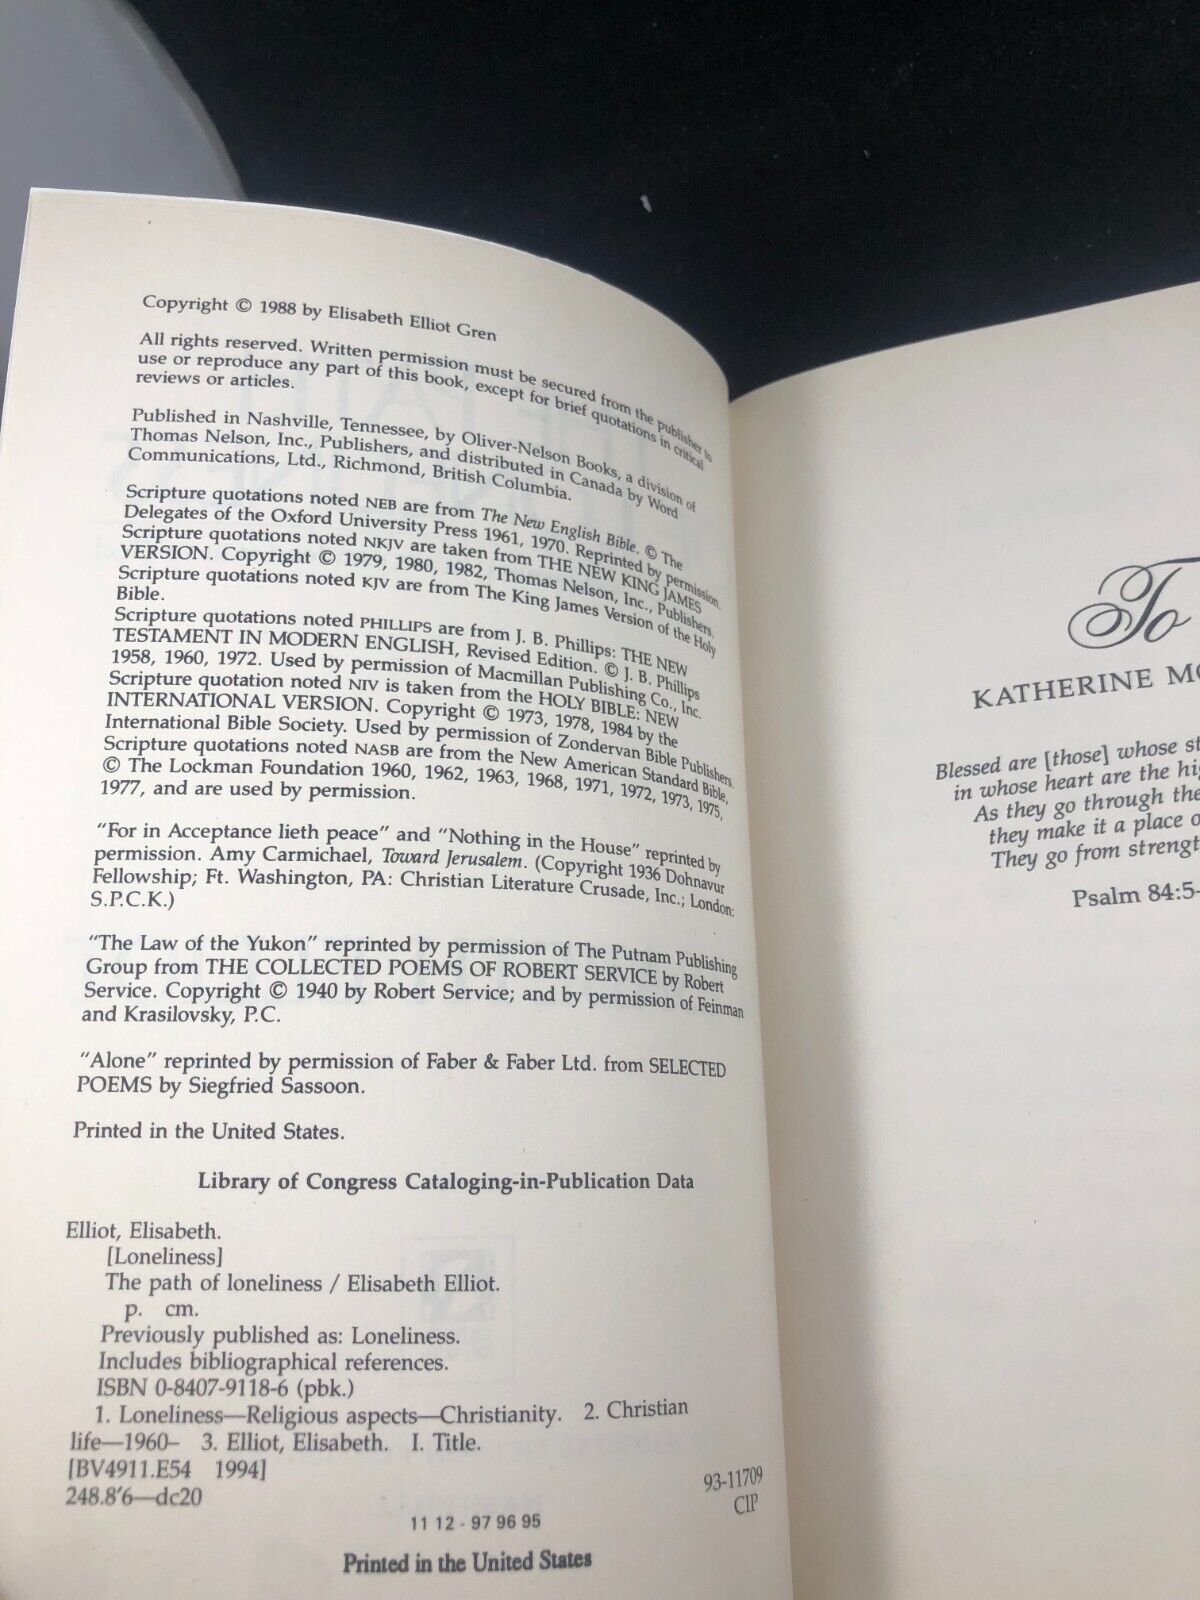 Copyright © 1988 by Elisabeth Elliot Gren
All rights reserved. Written permission must be secured from the publisher to
use or reproduce any part of this book, except for brief quotations in critical
reviews or articles.
Published in Nashville, Tennessee, by Oliver-Nelson Books, a division of
Thomas Nelson, Inc., Publishers, and distributed in Canada by Word
Communications, Ltd., Richmond, British Columbia.
Scripture quotations noted NEB are from The New English Bible. © The
Delegates of the Oxford University Press 1961, 1970. Reprinted by permission.
Scripture quotations noted NKJV are taken from THE NEW KING JAMES
VERSION. Copyright © 1979, 1980, 1982, Thomas Nelson, Inc., Publishers.
Scripture quotations noted KJV are from The King James Version of the Holy
Bible.
Scripture quotations noted PHILLIPS are from J. B. Phillips: THE NEW
TESTAMENT IN MODERN ENGLISH, Revised Edition. © J. B. Phillips
1958, 1960, 1972. Used by permission of Macmillan Publishing Co., Inc.
Scripture quotation noted NIV is taken from the HOLY BIBLE: NEW
INTERNATIONAL VERSION. Copyright © 1973, 1978, 1984 by the
International Bible Society. Used by permission of Zondervan Bible Publishers.
Scripture quotations noted NASB are from the New American Standard Bible,
© The Lockman Foundation 1960, 1962, 1963, 1968, 1971, 1972, 1973, 1975,
1977, and are used by permission.
“For in Acceptance lieth peace” and “Nothing in the House” reprinted by
permission. Amy Carmichael, Toward Jerusalem. (Copyright 1936 Dohnavur
Fellowship; Ft. Washington, PA: Christian Literature Crusade, Inc.; London:
S.P.C.K.)
“The Law of the Yukon” reprinted by permission of The Putnam Publishing
Group from THE COLLECTED POEMS OF ROBERT SERVICE by Robert
Service. Copyright © 1940 by Robert Service; and by permission of Feinman
and Krasilovsky, P.C.
“Alone” reprinted by permission of Faber & Faber Ltd. from SELECTED
POEMS by Siegfried Sassoon.
Printed in the United States.
Library of Congress Cataloging-in-Publication Data
Elliot, Elisabeth.
[Loneliness]
The path of loneliness / Elisabeth Elliot.
p. cm.
Previously published as: Loneliness.
Includes bibliographical references.
ISBN 0-8407-9118-6 (pbk.)
1. Loneliness—Religious aspects—Christianity. 2. Christian
life—1960– 3. Elliot, Elisabeth. I. Title.
[BV4911.E54 1994]
248.8′6—dc20
93-11709
CIP
11 12 - 97 96 95
Printed in the United States
To
KATHERINE
Blessed are [those] whose
in whose heart are the
As they go through the
they make it a place
They go from
Psalm 84:5-